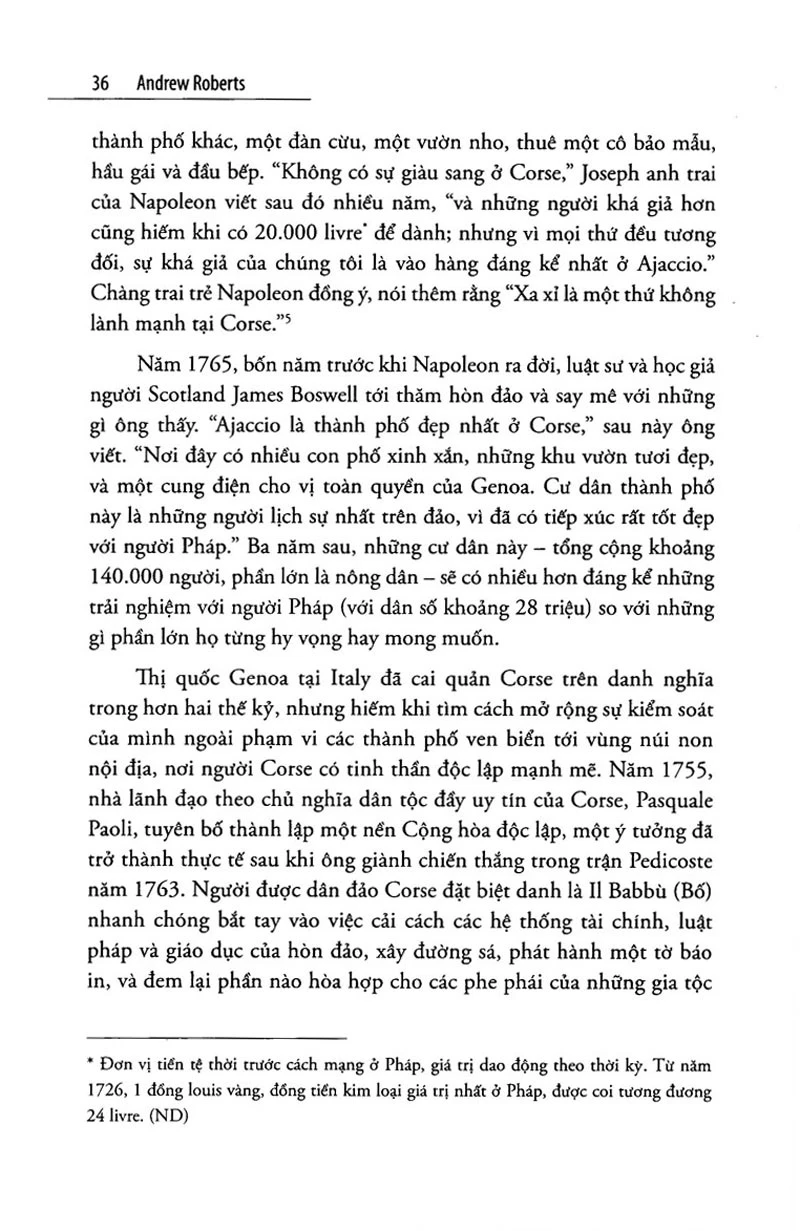 36 Andrew Roberts
thành phố khác, một đàn cừu, một vườn nho, thuê một cô bảo mẫu,
hầu gái và đầu bếp. “Không có sự giàu sang ở Corse,” Joseph anh trai
của Napoleon viết sau đó nhiều năm, “và những người khá giả hơn
cũng hiếm khi có 20.000 livre* để dành; nhưng vì mọi thứ đều tương
đối, sự khá giả của chúng tôi là vào hàng đáng kể nhất ở Ajaccio.”
Chàng trai trẻ Napoleon đồng ý, nói thêm rằng “Xa xỉ là một thứ không
lành mạnh tại Corse.”⁵
Năm 1765, bốn năm trước khi Napoleon ra đời, luật sư và học giả
người Scotland James Boswell tới thăm hòn đảo và say mê với những
gì ông thấy. “Ajaccio là thành phố đẹp nhất ở Corse,” sau này ông
viết. “Nơi đây có nhiều con phố xinh xắn, những khu vườn tươi đẹp,
và một cung điện cho vị toàn quyền của Genoa. Cư dân thành phố
này là những người lịch sự nhất trên đảo, vì đã có tiếp xúc rất tốt đẹp
với người Pháp.” Ba năm sau, những cư dân này – tổng cộng khoảng
140.000 người, phần lớn là nông dân – sẽ có nhiều hơn đáng kể những
trải nghiệm với người Pháp (với dân số khoảng 28 triệu) so với những
gì phần lớn họ từng hy vọng hay mong muốn.
Thị quốc Genoa tại Italy đã cai quản Corse trên danh nghĩa
trong hơn hai thế kỷ, nhưng hiếm khi tìm cách mở rộng sự kiểm soát
của mình ngoài phạm vi các thành phố ven biển tới vùng núi non
nội địa, nơi người Corse có tinh thần độc lập mạnh mẽ. Năm 1755,
nhà lãnh đạo theo chủ nghĩa dân tộc đầy uy tín của Corse, Pasquale
Paoli, tuyên bố thành lập một nền Cộng hòa độc lập, một ý tưởng đã
trở thành thực tế sau khi ông giành chiến thắng trong trận Pedicoste
năm 1763. Người được dân đảo Corse đặt biệt danh là Il Babbù (Bố)
nhanh chóng bắt tay vào việc cải cách các hệ thống tài chính, luật
pháp và giáo dục của hòn đảo, xây đường sá, phát hành một tờ báo
in, và đem lại phần nào hòa hợp cho các phe phái của những gia tộc
* Đơn vị tiền tệ thời trước cách mạng ở Pháp, giá trị dao động theo thời kỳ. Từ năm
1726, 1 đồng louis vàng, đồng tiền kim loại giá trị nhất ở Pháp, được coi tương đương
24 livre. (ND)